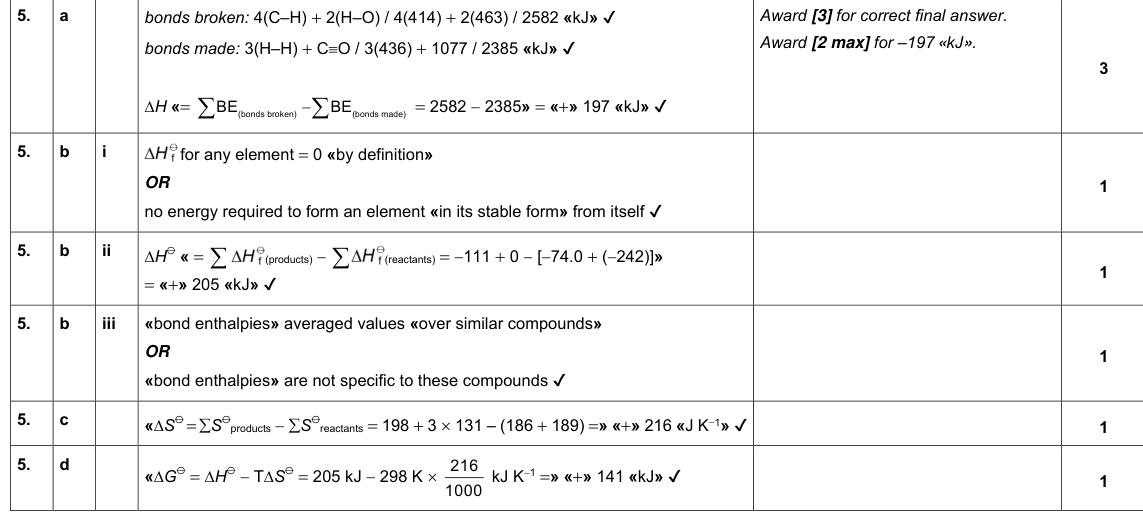 5. a bonds broken: 4(C–H) + 2(H–O) / 4(414) + 2(463) / 2582 «kJ» ✓ Award [3] for correct final answer.
bonds made: 3(H–H) + C≡O / 3(436) + 1077 / 2385 «kJ» ✓ Award [2 max] for –197 «kJ».
3
ΔH «= ∑BE(bonds broken) –∑BE(bonds made) = 2582 – 2385» = «+» 197 «kJ» ✓
5. b i ΔHf⊖ for any element = 0 «by definition»
OR 1
no energy required to form an element «in its stable form» from itself ✓
5. b ii ΔH⊖ « = ∑ ΔHf⊖(products) – ∑ ΔHf⊖(reactants) = –111 + 0 – [–74.0 + (–242)]»
1
= «+» 205 «kJ» ✓
5. b iii «bond enthalpies» averaged values «over similar compounds»
OR 1
«bond enthalpies» are not specific to these compounds ✓
5. c «ΔS⊖ = ∑S⊖products – ∑S⊖reactants = 198 + 3 × 131 – (186 + 189) =» «+» 216 «J K–1» ✓ 1
5. d «ΔG⊖ = ΔH⊖ – TΔS⊖ = 205 kJ – 298 K × 216/1000 kJ K–1 =» «+» 141 «kJ» ✓ 1